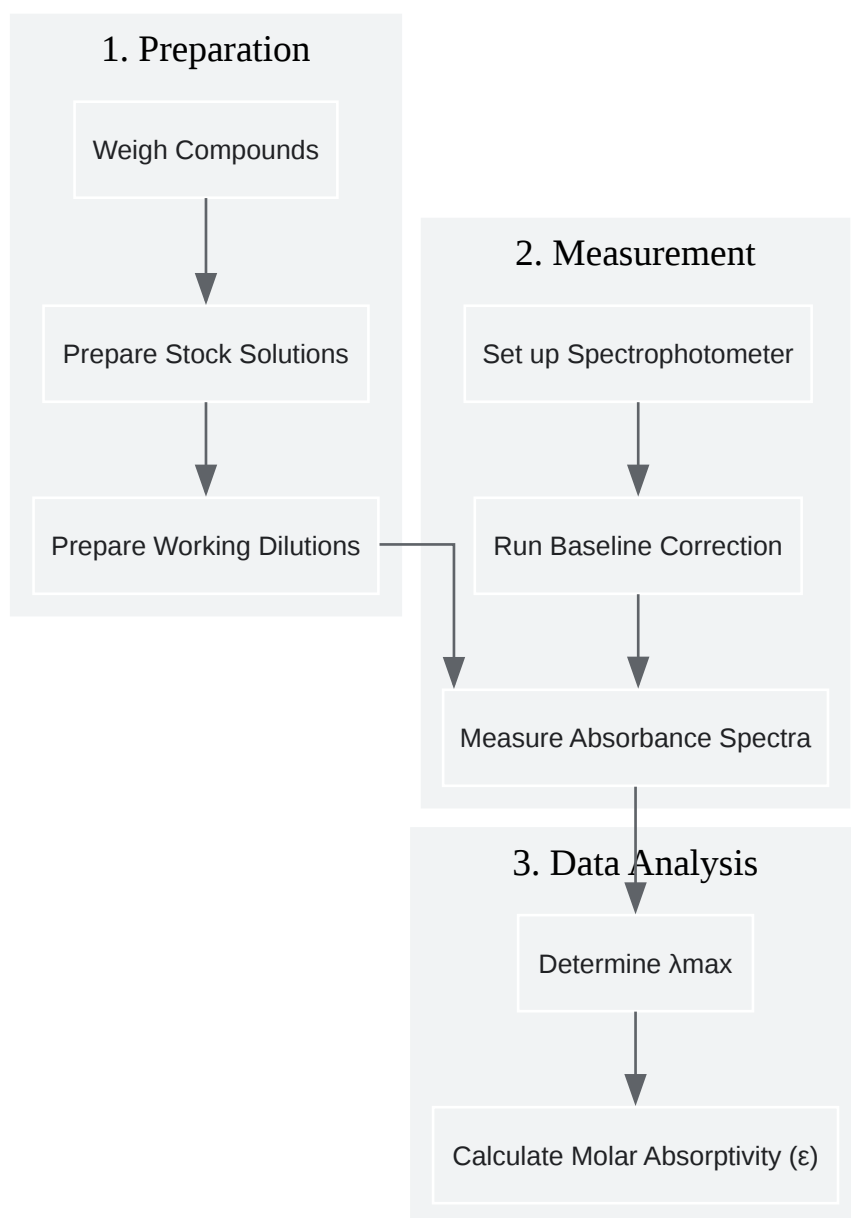 1. Preparation
Weigh Compounds
Prepare Stock Solutions
Prepare Working Dilutions
2. Measurement
Set up Spectrophotometer
Run Baseline Correction
Measure Absorbance Spectra
3. Data Analysis
Determine λmax
Calculate Molar Absorptivity (ε)